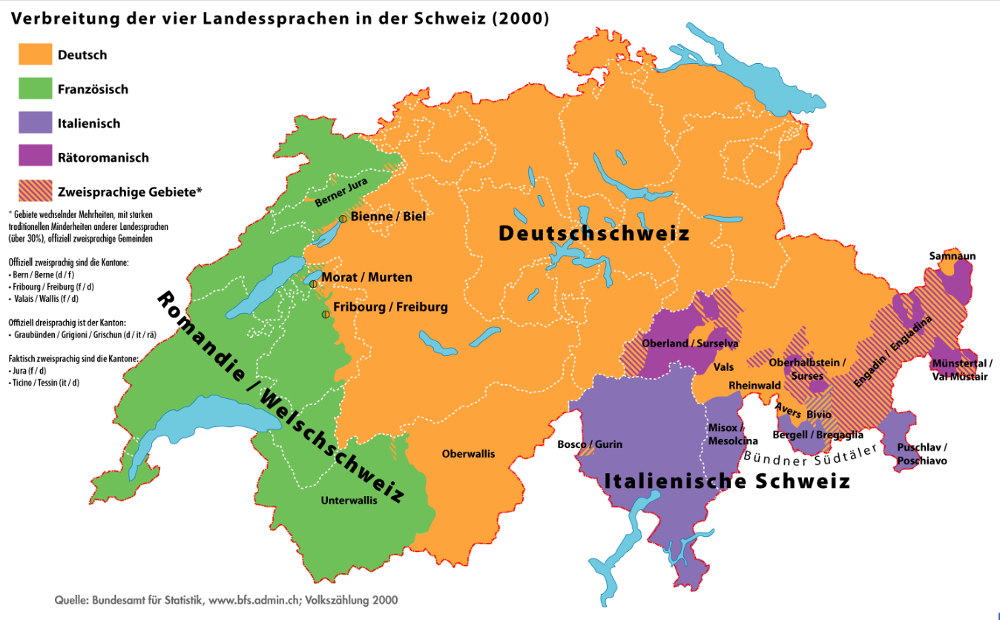 Verbreitung der vier Landessprachen in der Schweiz (2000)
Deutsch
Französisch
Italienisch
Rätoromanisch
Zweisprachige Gebiete*
* Gebiete wechselnder Mehrheiten, mit starken
traditionellen Minderheiten anderer Landessprachen
(über 30%), offiziell zweisprachige Gemeinden
Offiziell zweisprachig sind die Kantone:
• Bern / Berne (d / f)
• Fribourg / Freiburg (f / d)
• Valais / Wallis (f / d)
Offiziell dreisprachig ist der Kanton:
• Graubünden / Grigioni / Grischun (d / it / rä)
Faktisch zweisprachig sind die Kantone:
• Jura (f / d)
• Ticino / Tessin (it / d)
Berner Jura
Bienne / Biel
Deutschschweiz
Morat / Murten
Fribourg / Freiburg
Romandie / Welschschweiz
Samnaun
Oberland / Surselva
Vals
Rheinwald
Oberhalbstein /
Surses
Engadin / Engiadina
Münstertal /
Val Müstair
Avers
Bivio
Bergell / Bregaglia
Misox /
Mesolcina
Bosco / Gurin
Bündner Südtäler
Puschlav /
Poschiavo
Oberwallis
Italienische Schweiz
Unterwallis
Quelle: Bundesamt für Statistik, www.bfs.admin.ch; Volkszählung 2000